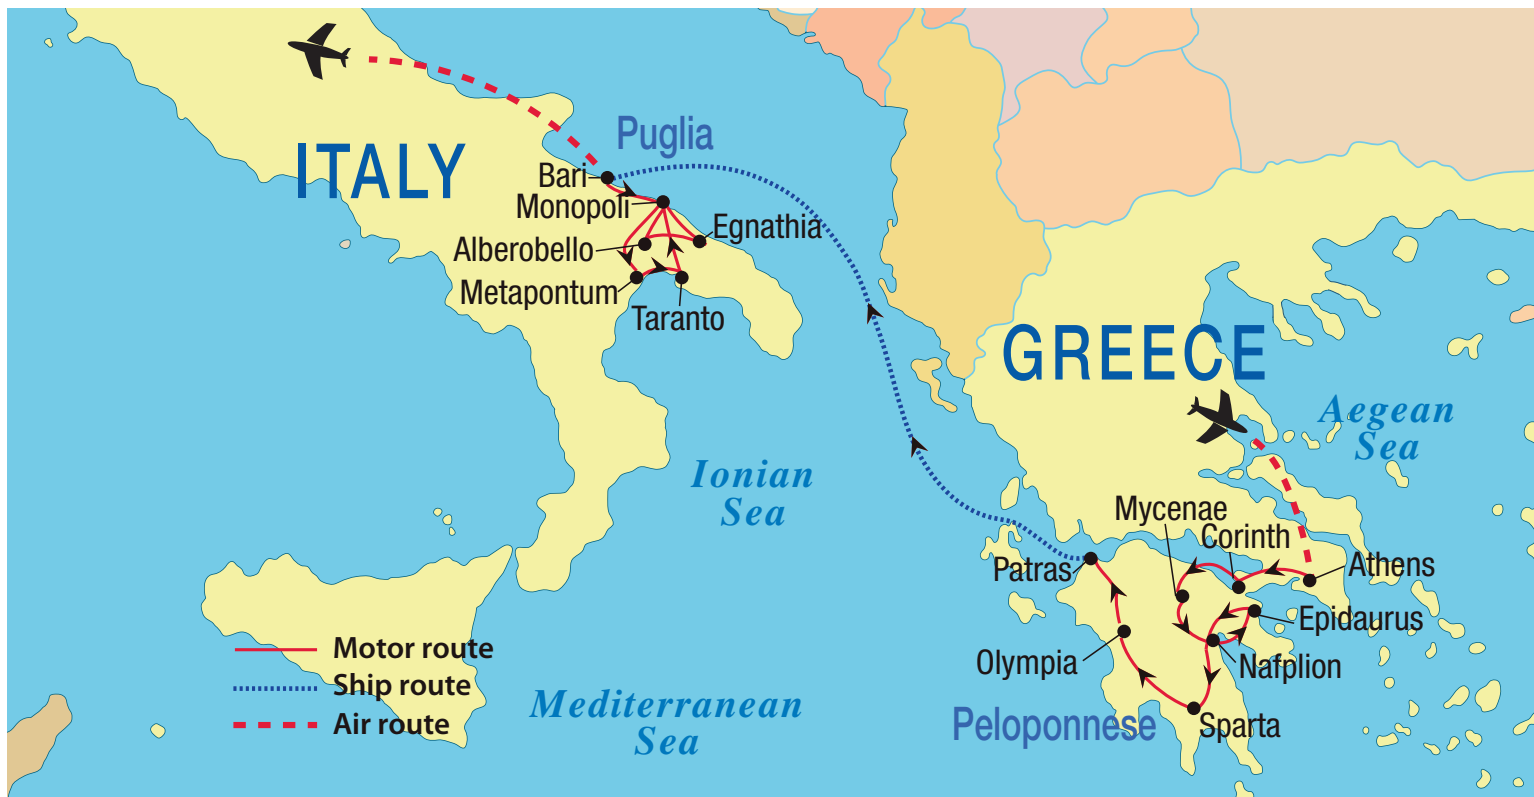 Puglia
ITALY
Bari
Monopoli
Egnathia
Alberobello
Metapontum
Taranto
GREECE
Aegean
Sea
Ionian
Sea
Mycenae
Corinth
Patras
Athens
Epidaurus
Olympia
Nafplion
Motor route
Ship route
Air route
Mediterranean
Sea
Peloponnese
Sparta